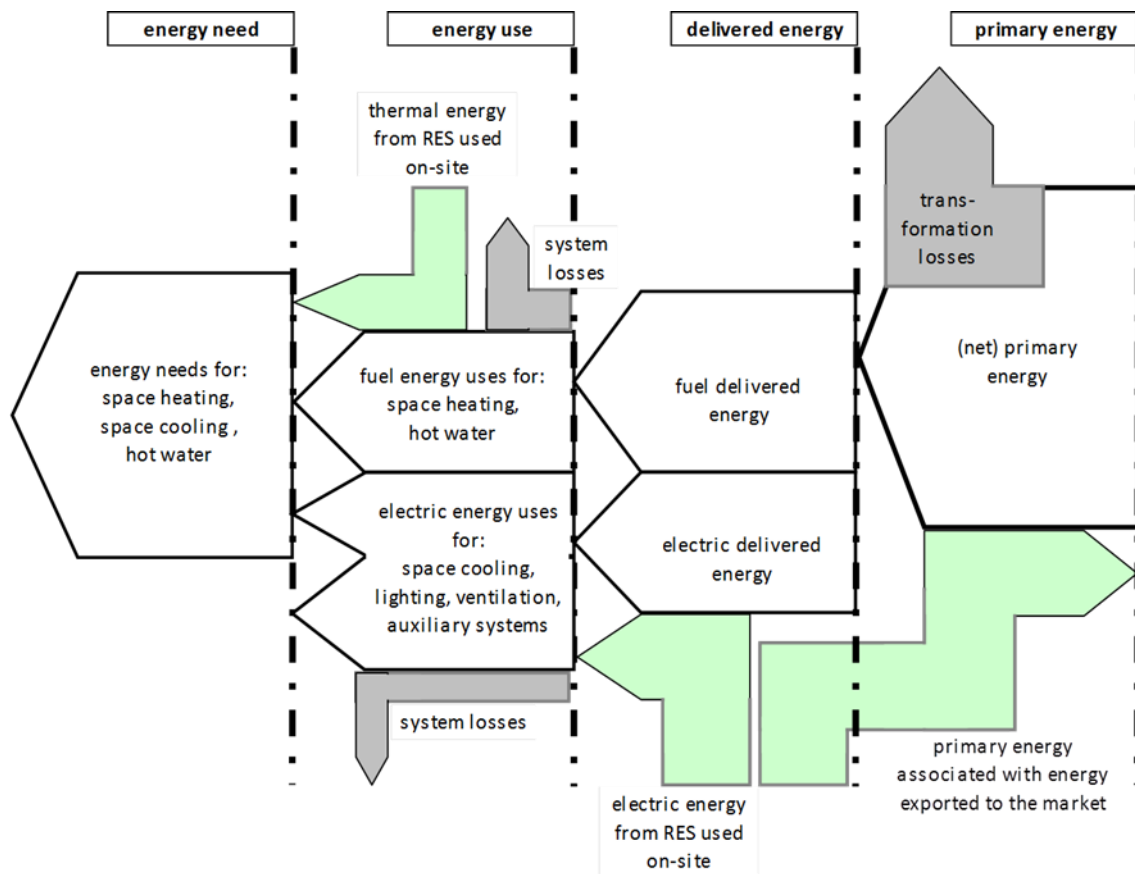 energy need
energy use
delivered energy
primary energy
thermal energy
from RES used
on-site
system
losses
trans-
formation
losses
energy needs for:
space heating,
space cooling ,
hot water
fuel energy uses for:
space heating,
hot water
fuel delivered
energy
(net) primary
energy
electric energy uses
for:
space cooling,
lighting, ventilation,
auxiliary systems
electric delivered
energy
system losses
electric energy
from RES used
on-site
primary energy
associated with energy
exported to the market